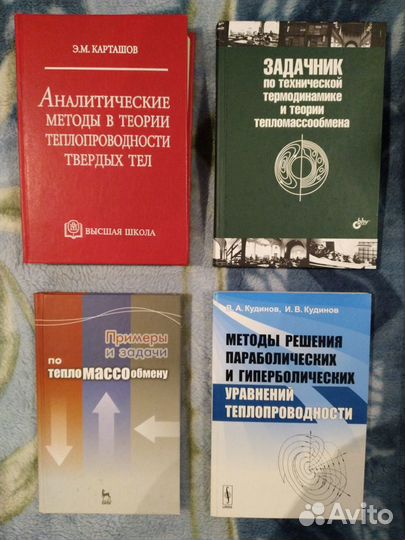 Э.М. КАРТАШОВ
АНАЛИТИЧЕСКИЕ
МЕТОДЫ В ТЕОРИИ
ТЕПЛОПРОВОДНОСТИ
ТВЕРДЫХ ТЕЛ
ВЫСШАЯ ШКОЛА
ЗАДАЧНИК
по технической
термодинамике
и теории
тепломассообмена
Примеры
и задачи
по
теплоМАССОобмену
В. А. Кудинов, И. В. Кудинов
МЕТОДЫ РЕШЕНИЯ
ПАРАБОЛИЧЕСКИХ
И ГИПЕРБОЛИЧЕСКИХ
УРАВНЕНИЙ
ТЕПЛОПРОВОДНОСТИ
URSS
Avito